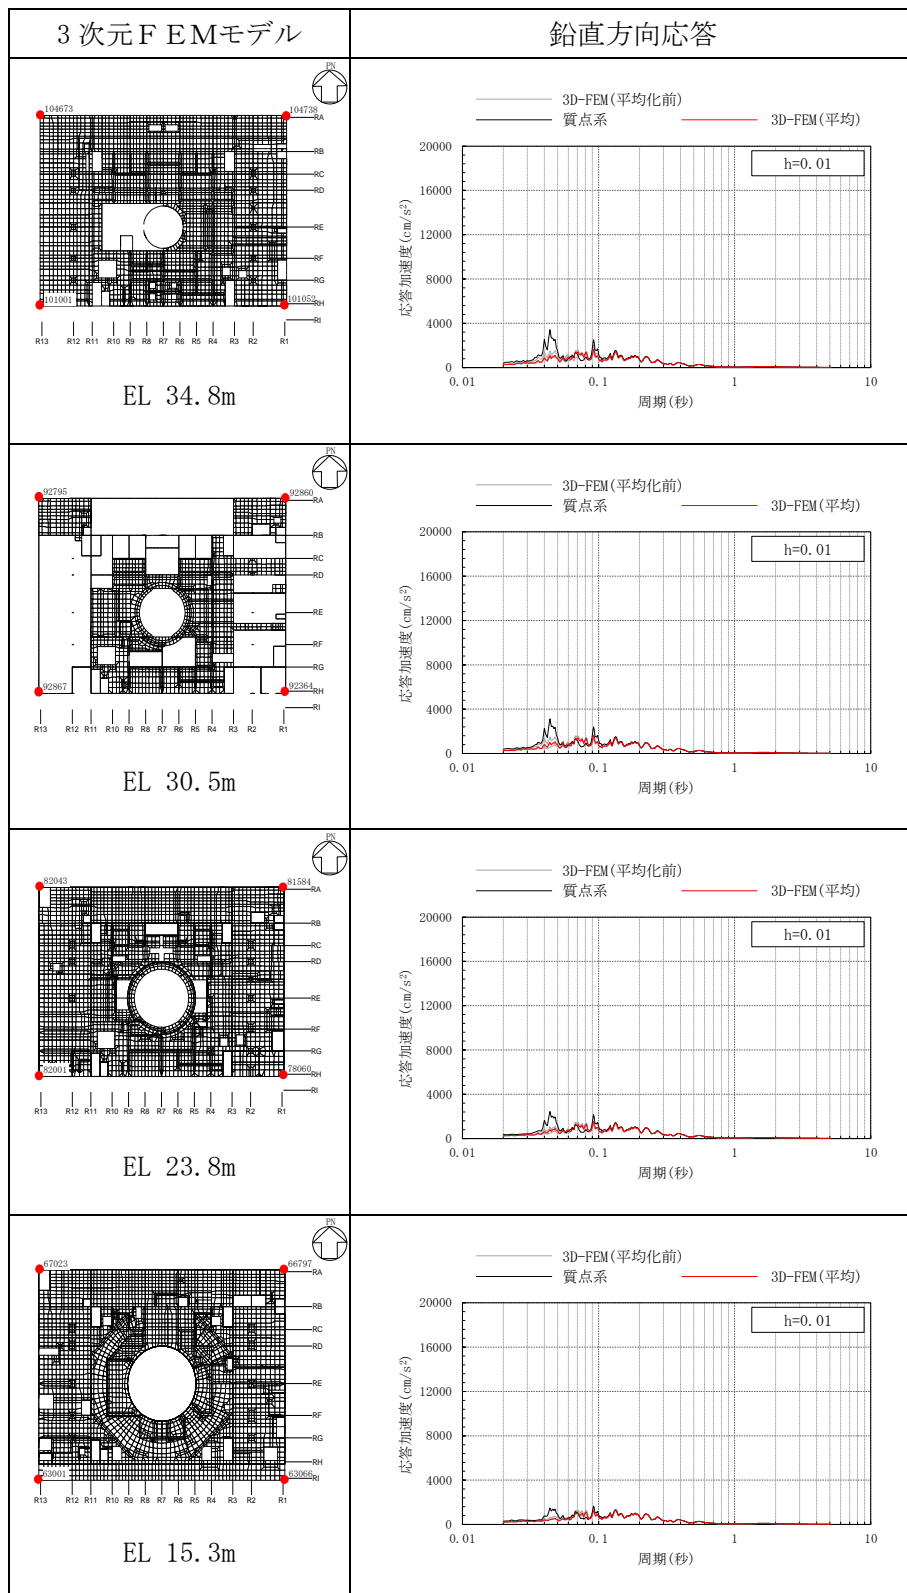 3次元ＦＥＭモデル
鉛直方向応答
PN
104673
104738
RA
RB
RC
RD
RE
RF
RG
RH
RI
101001
101052
R13 R12 R11 R10 R9 R8 R7 R6 R5 R4 R3 R2 R1
EL 34.8m
3D-FEM(平均化前)
質点系
3D-FEM(平均)
h=0.01
20000
16000
12000
8000
4000
0
応答加速度(cm/s²)
0.01 0.1 1 10
周期(秒)
PN
92795
92860
RA
RB
RC
RD
RE
RF
RG
RH
RI
92867
92364
R13 R12 R11 R10 R9 R8 R7 R6 R5 R4 R3 R2 R1
EL 30.5m
3D-FEM(平均化前)
質点系
3D-FEM(平均)
h=0.01
20000
16000
12000
8000
4000
0
応答加速度(cm/s²)
0.01 0.1 1 10
周期(秒)
PN
82043
81584
RA
RB
RC
RD
RE
RF
RG
RH
RI
82001
78060
R13 R12 R11 R10 R9 R8 R7 R6 R5 R4 R3 R2 R1
EL 23.8m
3D-FEM(平均化前)
質点系
3D-FEM(平均)
h=0.01
20000
16000
12000
8000
4000
0
応答加速度(cm/s²)
0.01 0.1 1 10
周期(秒)
PN
67023
66797
RA
RB
RC
RD
RE
RF
RG
RH
RI
63001
63066
R13 R12 R11 R10 R9 R8 R7 R6 R5 R4 R3 R2 R1
EL 15.3m
3D-FEM(平均化前)
質点系
3D-FEM(平均)
h=0.01
20000
16000
12000
8000
4000
0
応答加速度(cm/s²)
0.01 0.1 1 10
周期(秒)